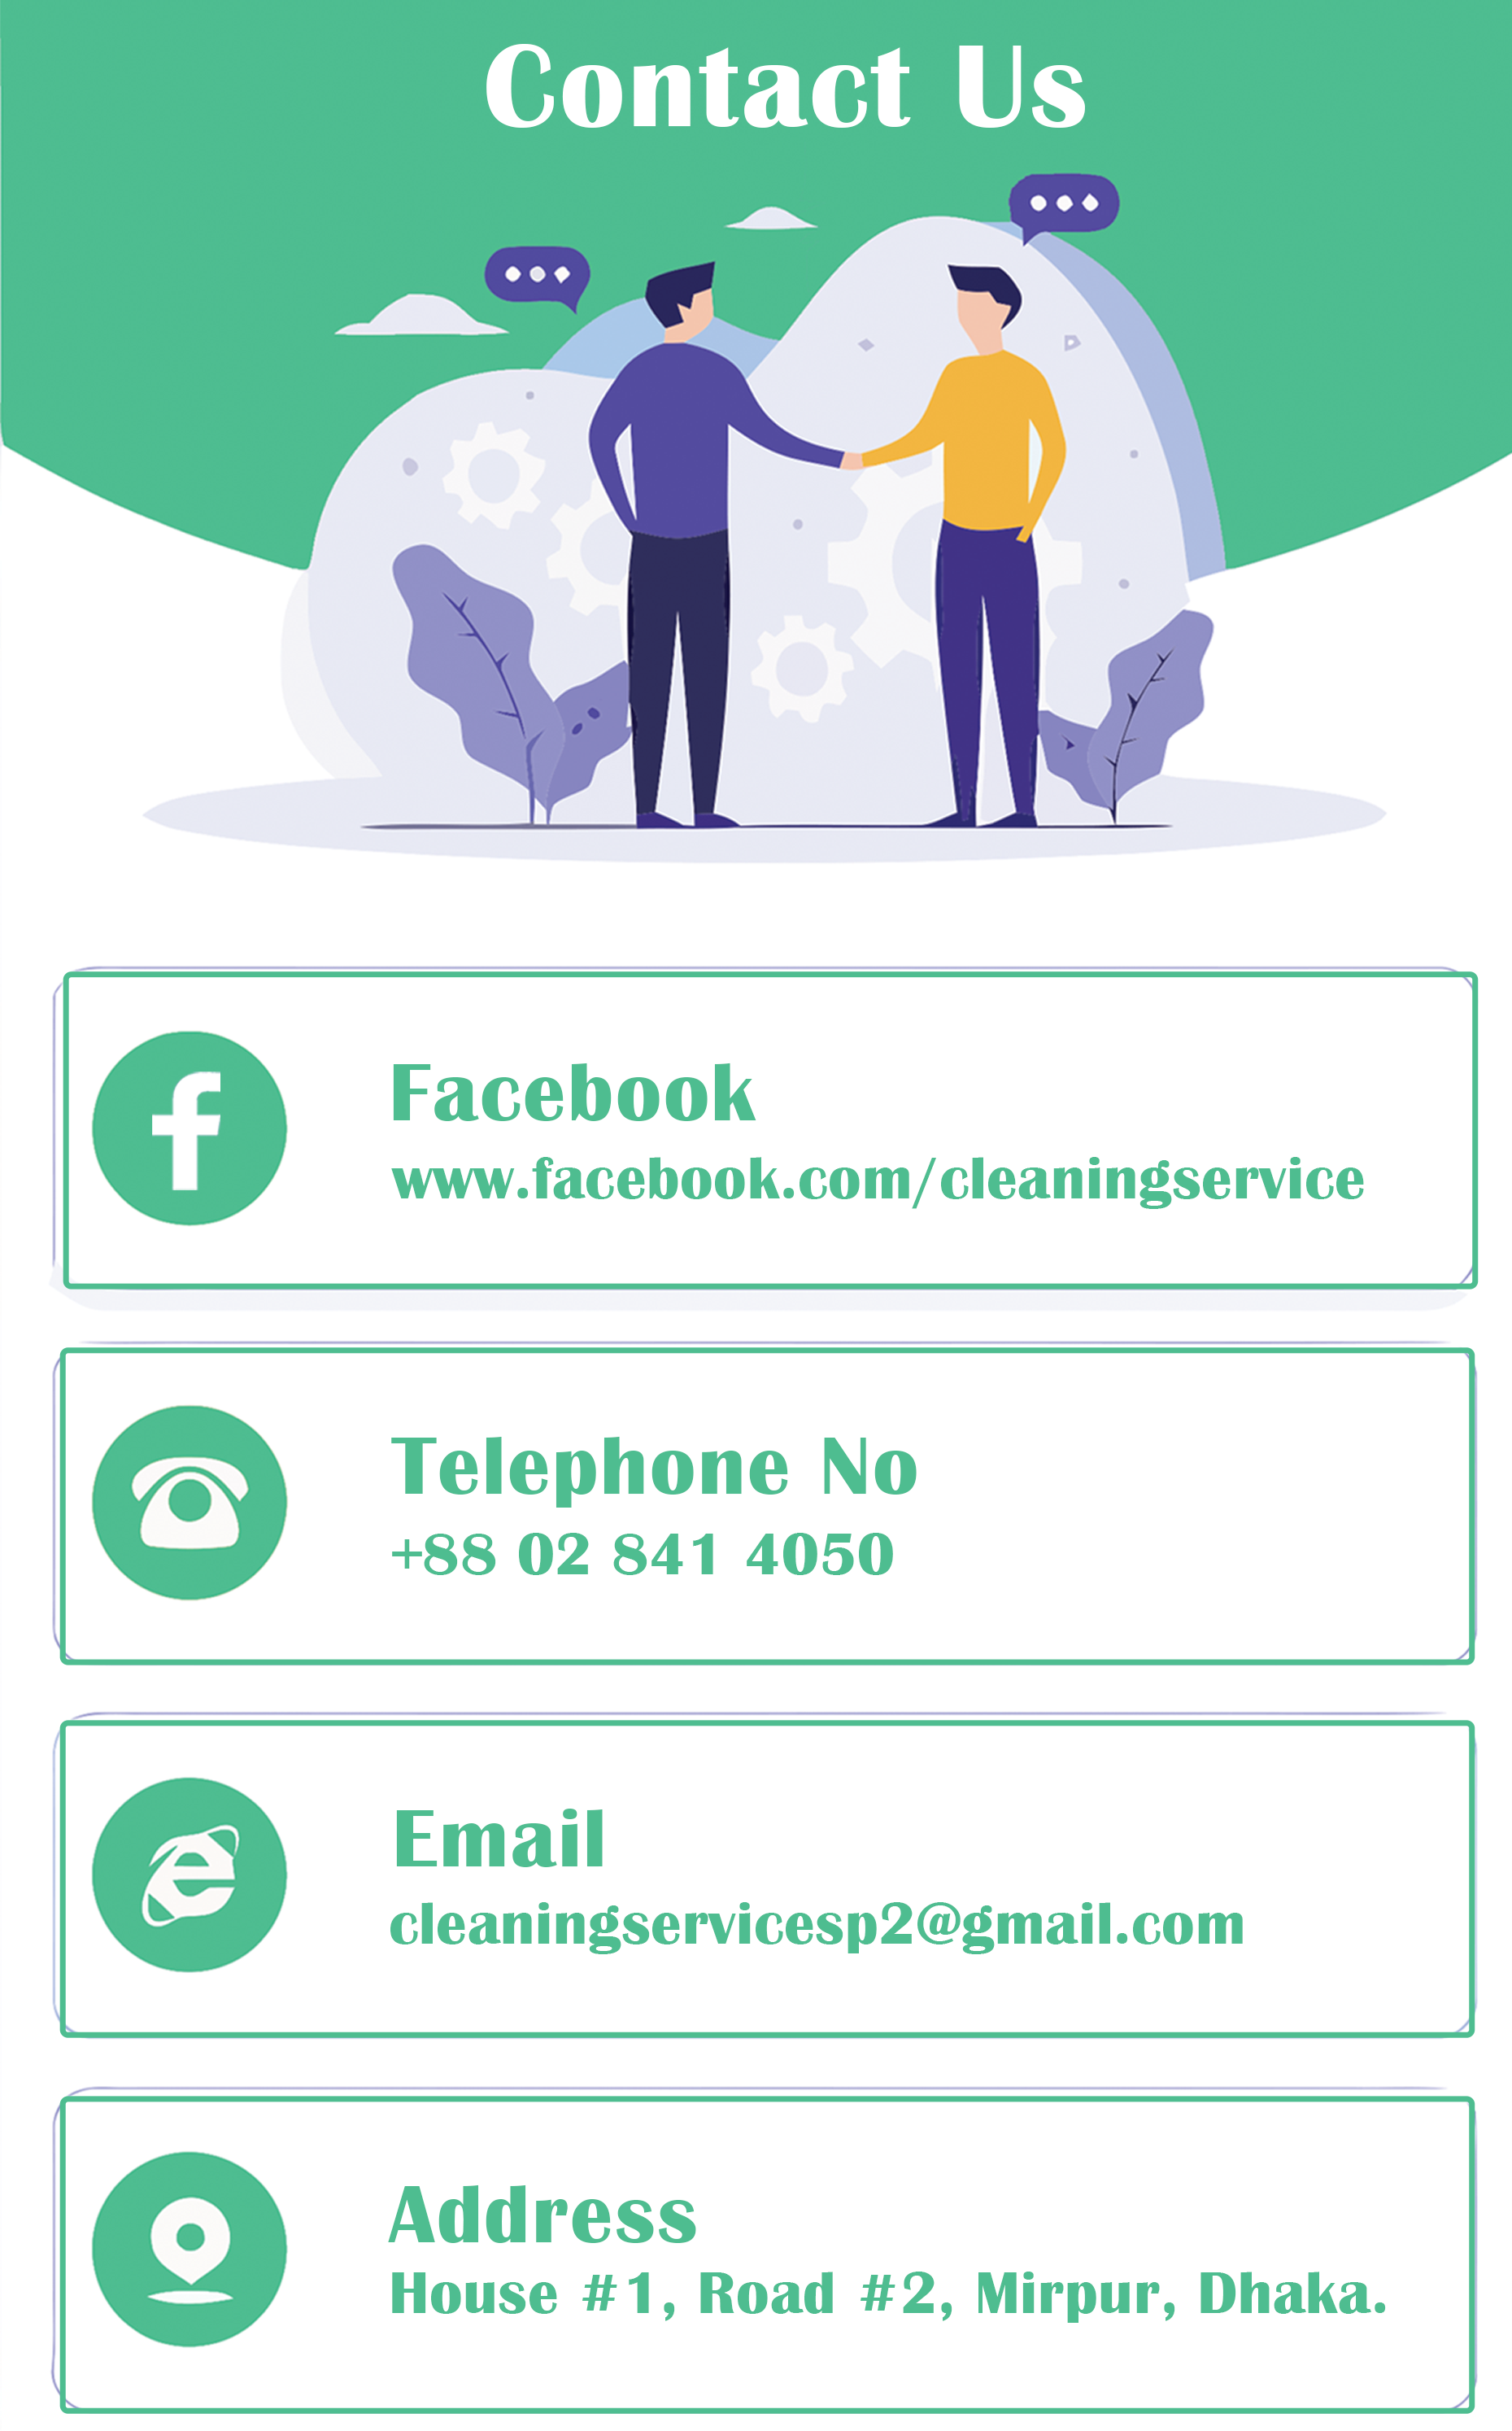 Contact Us
Facebook
www.facebook.com/cleaningservice
Telephone No
+88 02 841 4050
Email
cleaningservicesp2@gmail.com
Address
House #1, Road #2, Mirpur, Dhaka.